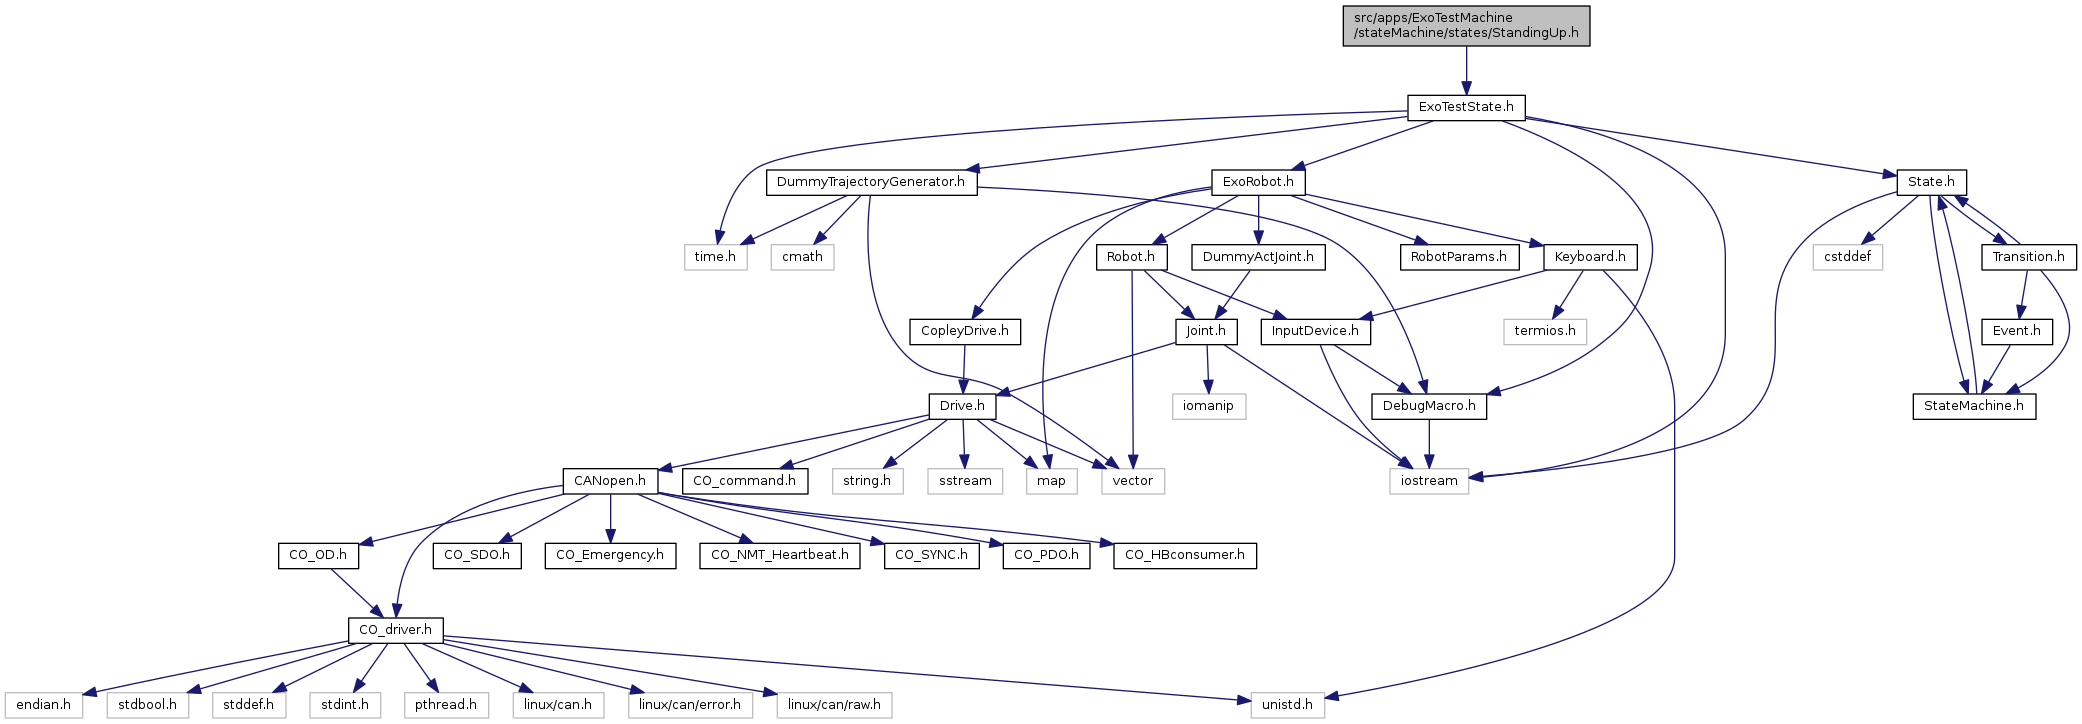 src/apps/ExoTestMachine
/stateMachine/states/StandingUp.h
ExoTestState.h
DummyTrajectoryGenerator.h
ExoRobot.h
State.h
time.h
cmath
Robot.h
DummyActJoint.h
RobotParams.h
Keyboard.h
cstddef
Transition.h
CopleyDrive.h
Joint.h
InputDevice.h
termios.h
Event.h
Drive.h
iomanip
DebugMacro.h
StateMachine.h
CANopen.h
CO_command.h
string.h
sstream
map
vector
iostream
CO_OD.h
CO_SDO.h
CO_Emergency.h
CO_NMT_Heartbeat.h
CO_SYNC.h
CO_PDO.h
CO_HBconsumer.h
CO_driver.h
endian.h
stdbool.h
stddef.h
stdint.h
pthread.h
linux/can.h
linux/can/error.h
linux/can/raw.h
unistd.h